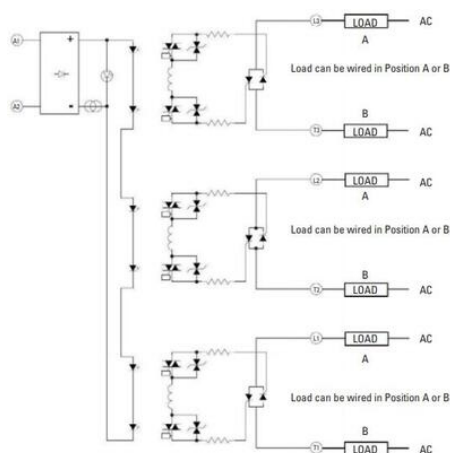 L3 LOAD AC
A1
A
+
Load can be wired in Position A or B
B
A2
-
T3 LOAD AC
L2 LOAD AC
A
Load can be wired in Position A or B
B
T2 LOAD AC
L1 LOAD AC
A
Load can be wired in Position A or B
B
T1 LOAD AC